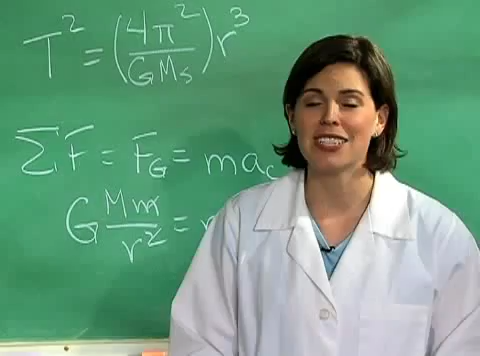 T² = (4π²/GMs) r³
ΣF = FG = mac
G Mm/r² =